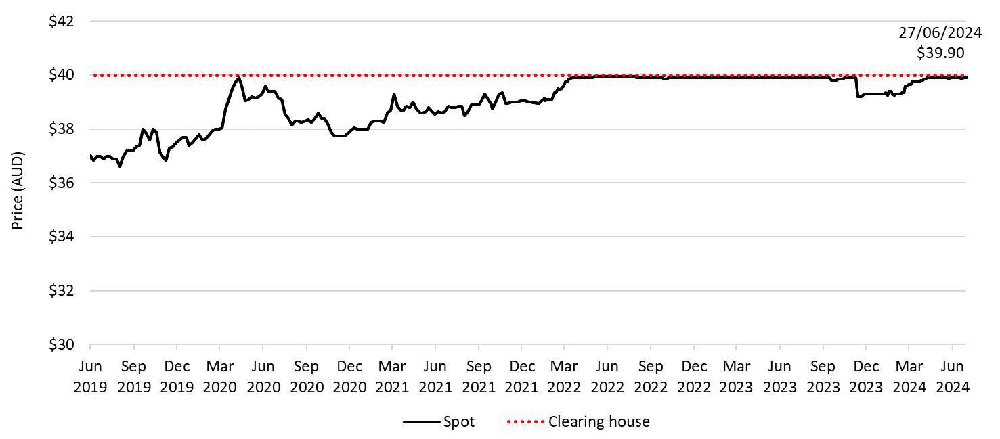 $42
$40
$38
$36
$34
$32
$30
Price (AUD)
27/06/2024
$39.90
Jun Sep Dec Mar Jun Sep Dec Mar Jun Sep Dec Mar Jun Sep Dec Mar Jun Sep Dec Mar Jun
2019 2019 2019 2020 2020 2020 2020 2021 2021 2021 2021 2022 2022 2022 2022 2023 2023 2023 2023 2024 2024
Spot Clearing house